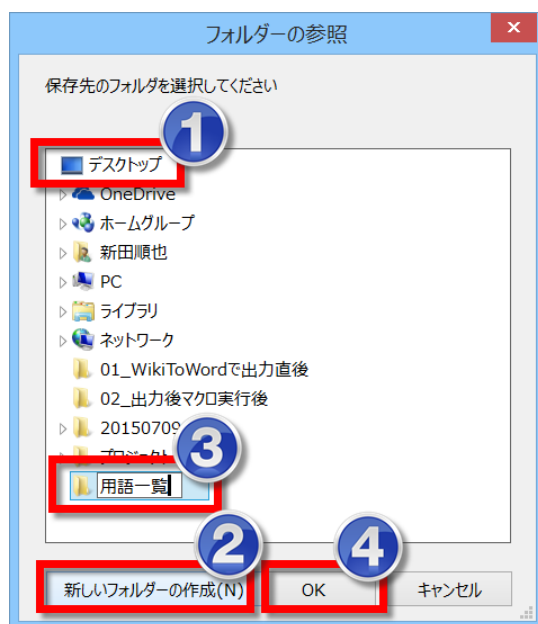 フォルダーの参照
保存先のフォルダを選択してください
1
デスクトップ
OneDrive
ホームグループ
新田順也
PC
ライブラリ
ネットワーク
01_WikiToWordで出力直後
02_出力後マクロ実行後
20150709
3
用語一覧
2
4
新しいフォルダーの作成(N)
OK
キャンセル